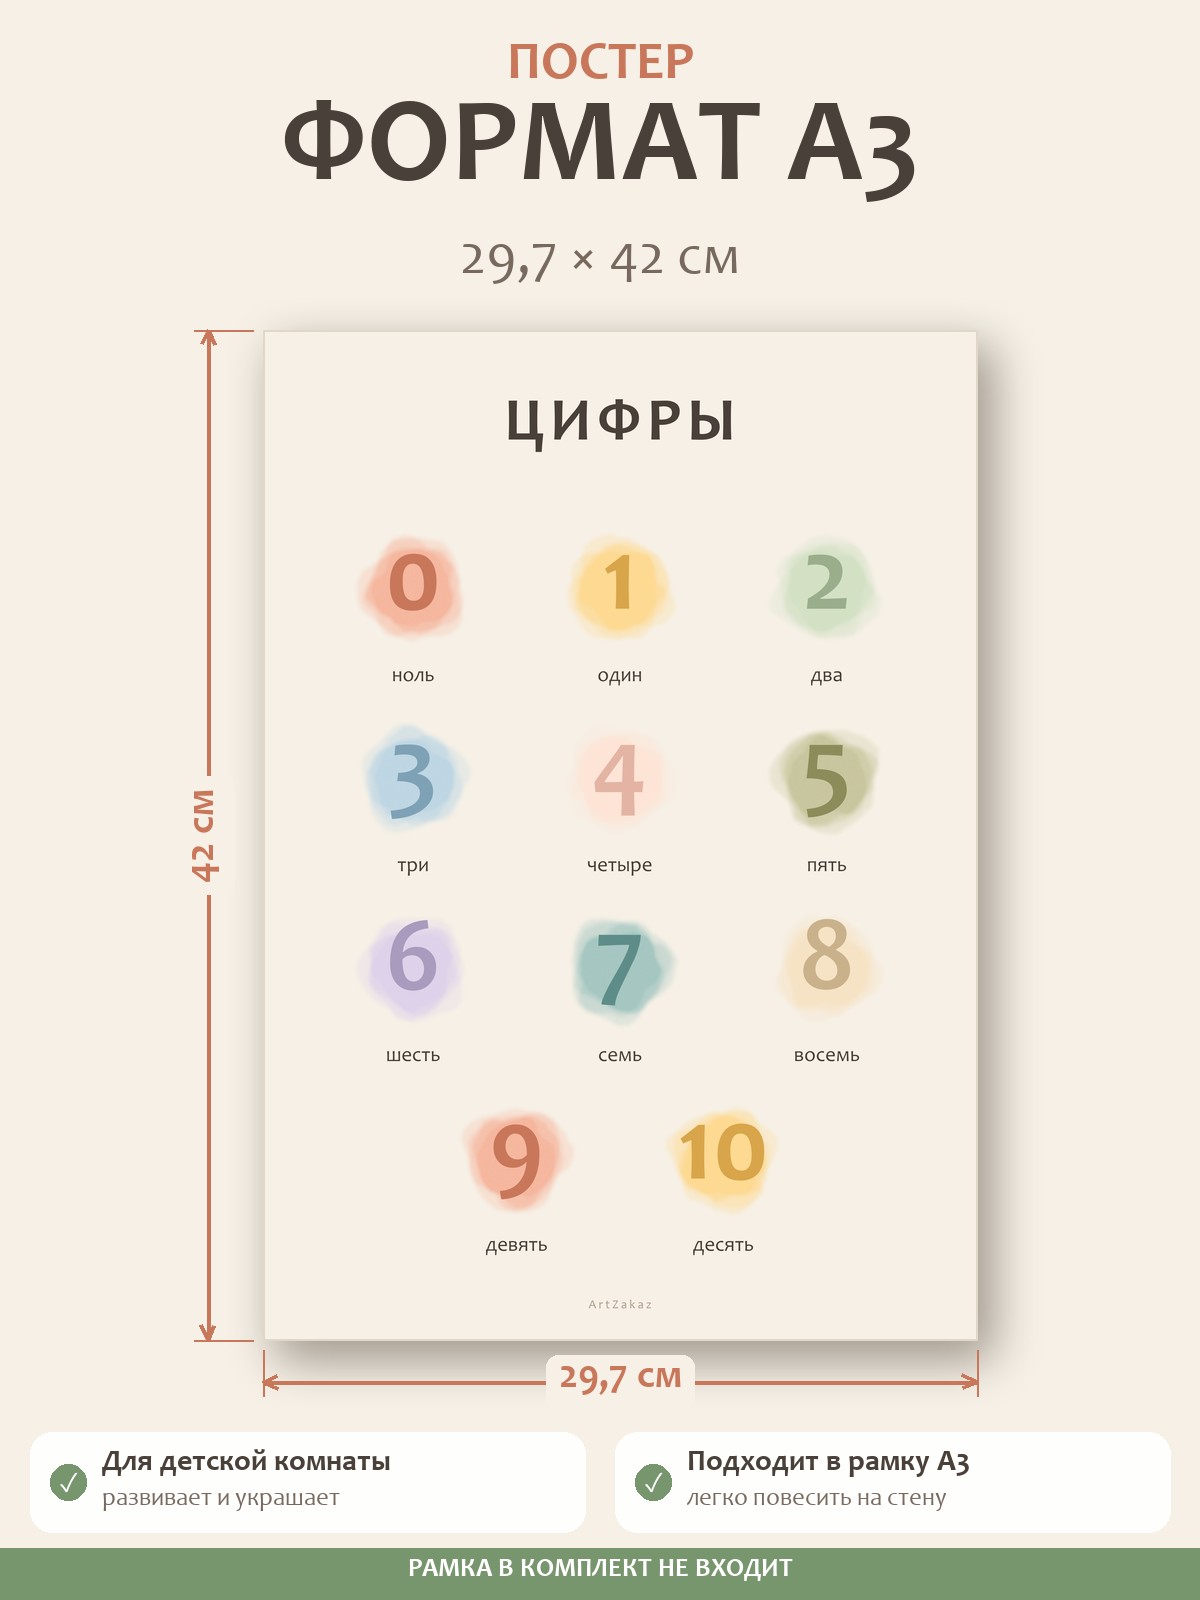 ПОСТЕР
ФОРМАТ А3
29,7 × 42 см
ЦИФРЫ
0 1 2
ноль один два
3 4 5
три четыре пять
42 см
6 7 8
шесть семь восемь
9 10
девять десять
ArtZakaz
29,7 см
Для детской комнаты
развивает и украшает
Подходит в рамку А3
легко повесить на стену
РАМКА В КОМПЛЕКТ НЕ ВХОДИТ